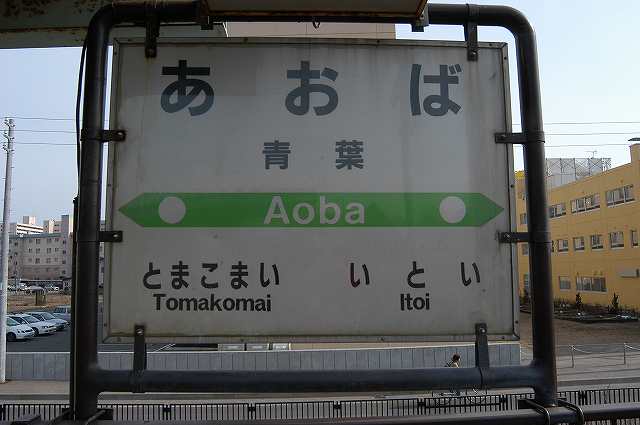 あおば
青葉
Aoba
とまこまい いとい
Tomakomai Itoi